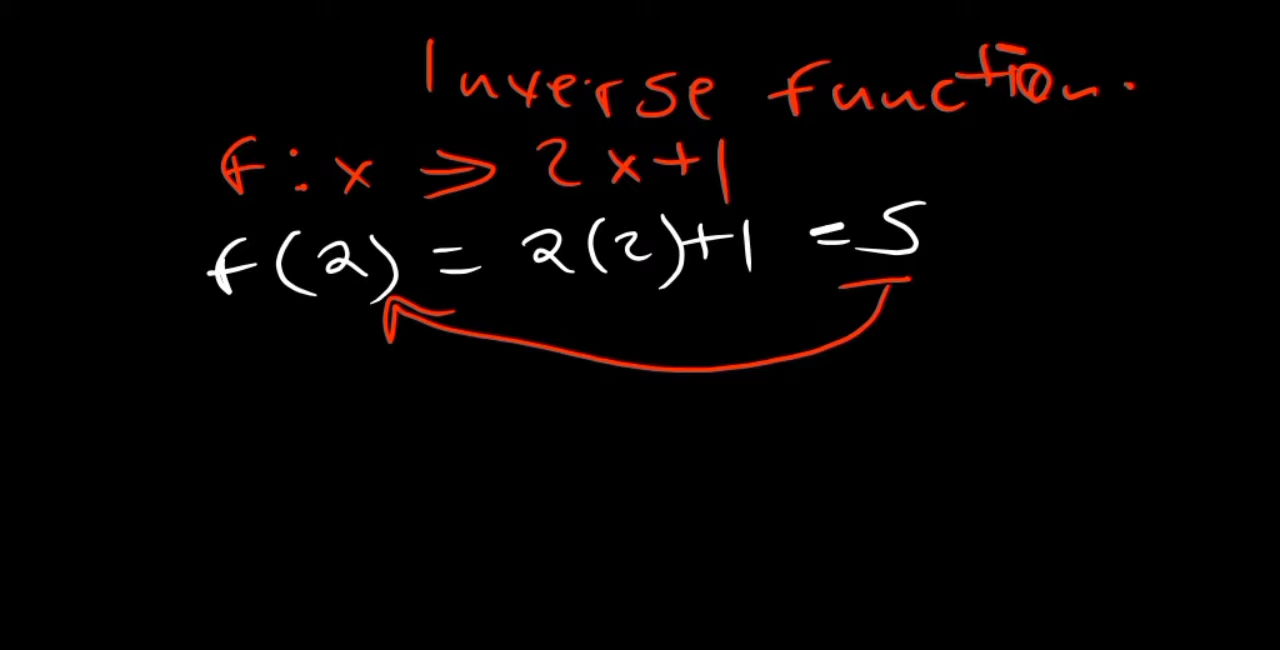 Inverse function.
f : x ⇒ 2x+1
f(2) = 2(2)+1 = 5